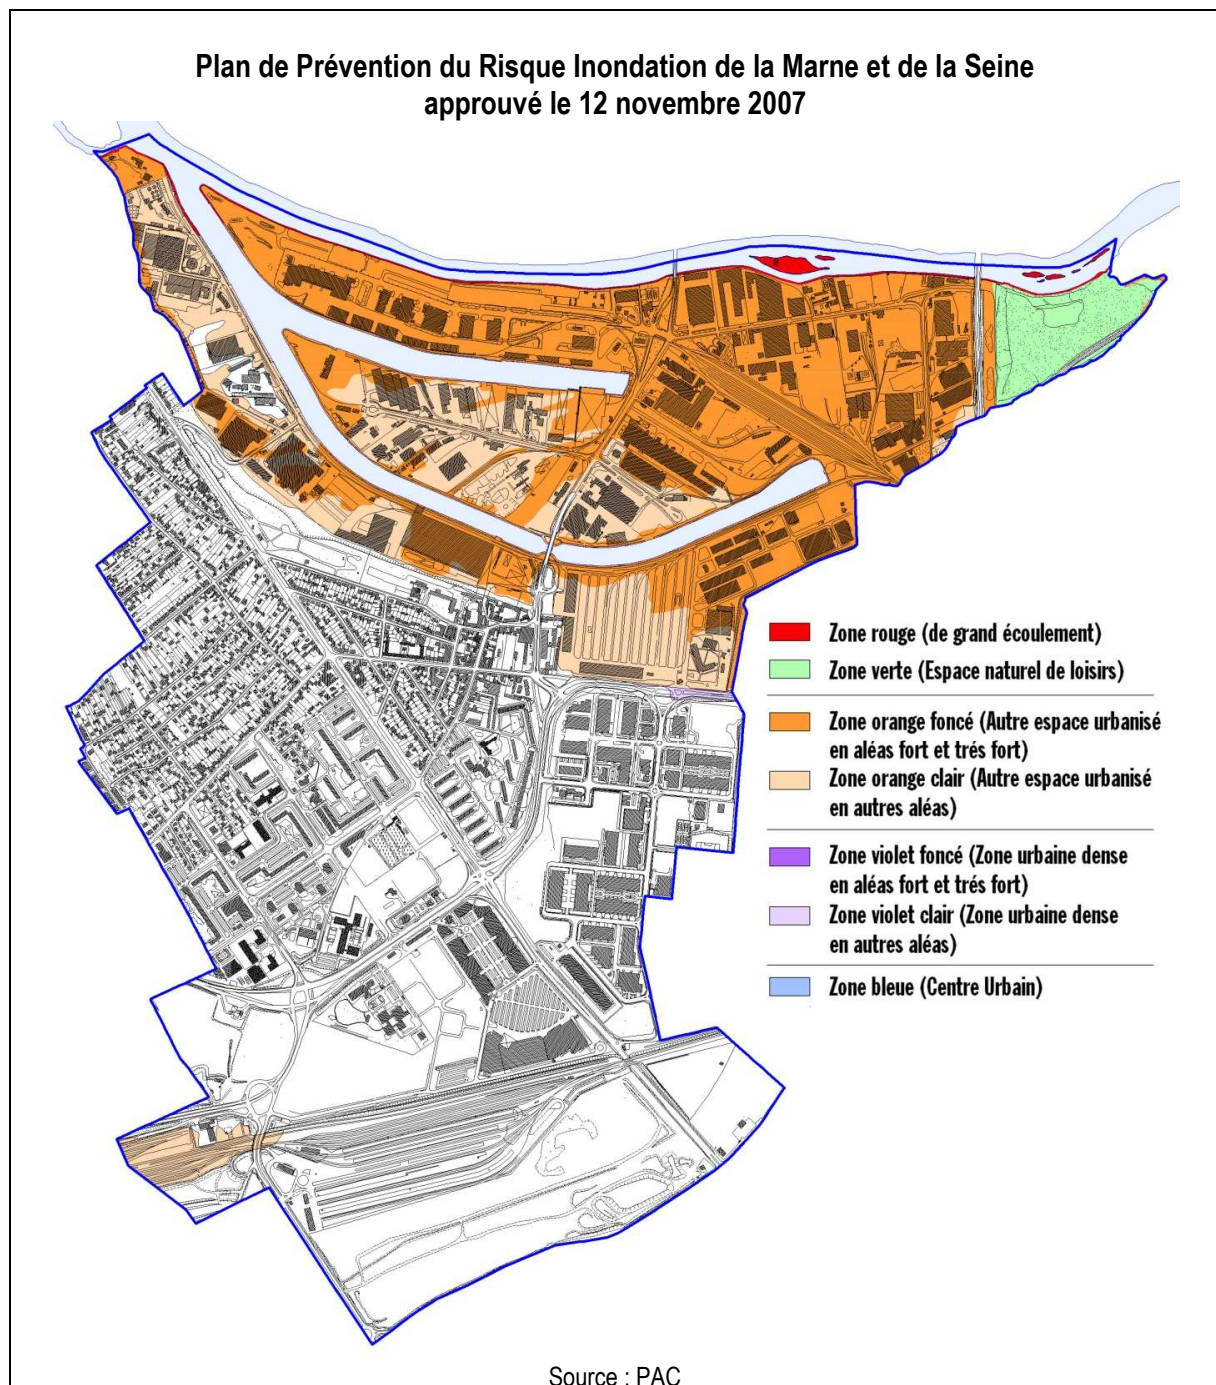 Plan de Prévention du Risque Inondation de la Marne et de la Seine
approuvé le 12 novembre 2007
Zone rouge (de grand écoulement)
Zone verte (Espace naturel de loisirs)
Zone orange foncé (Autre espace urbanisé
en aléas fort et trés fort)
Zone orange clair (Autre espace urbanisé
en autres aléas)
Zone violet foncé (Zone urbaine dense
en aléas fort et trés fort)
Zone violet clair (Zone urbaine dense
en autres aléas)
Zone bleue (Centre Urbain)
Source : PAC